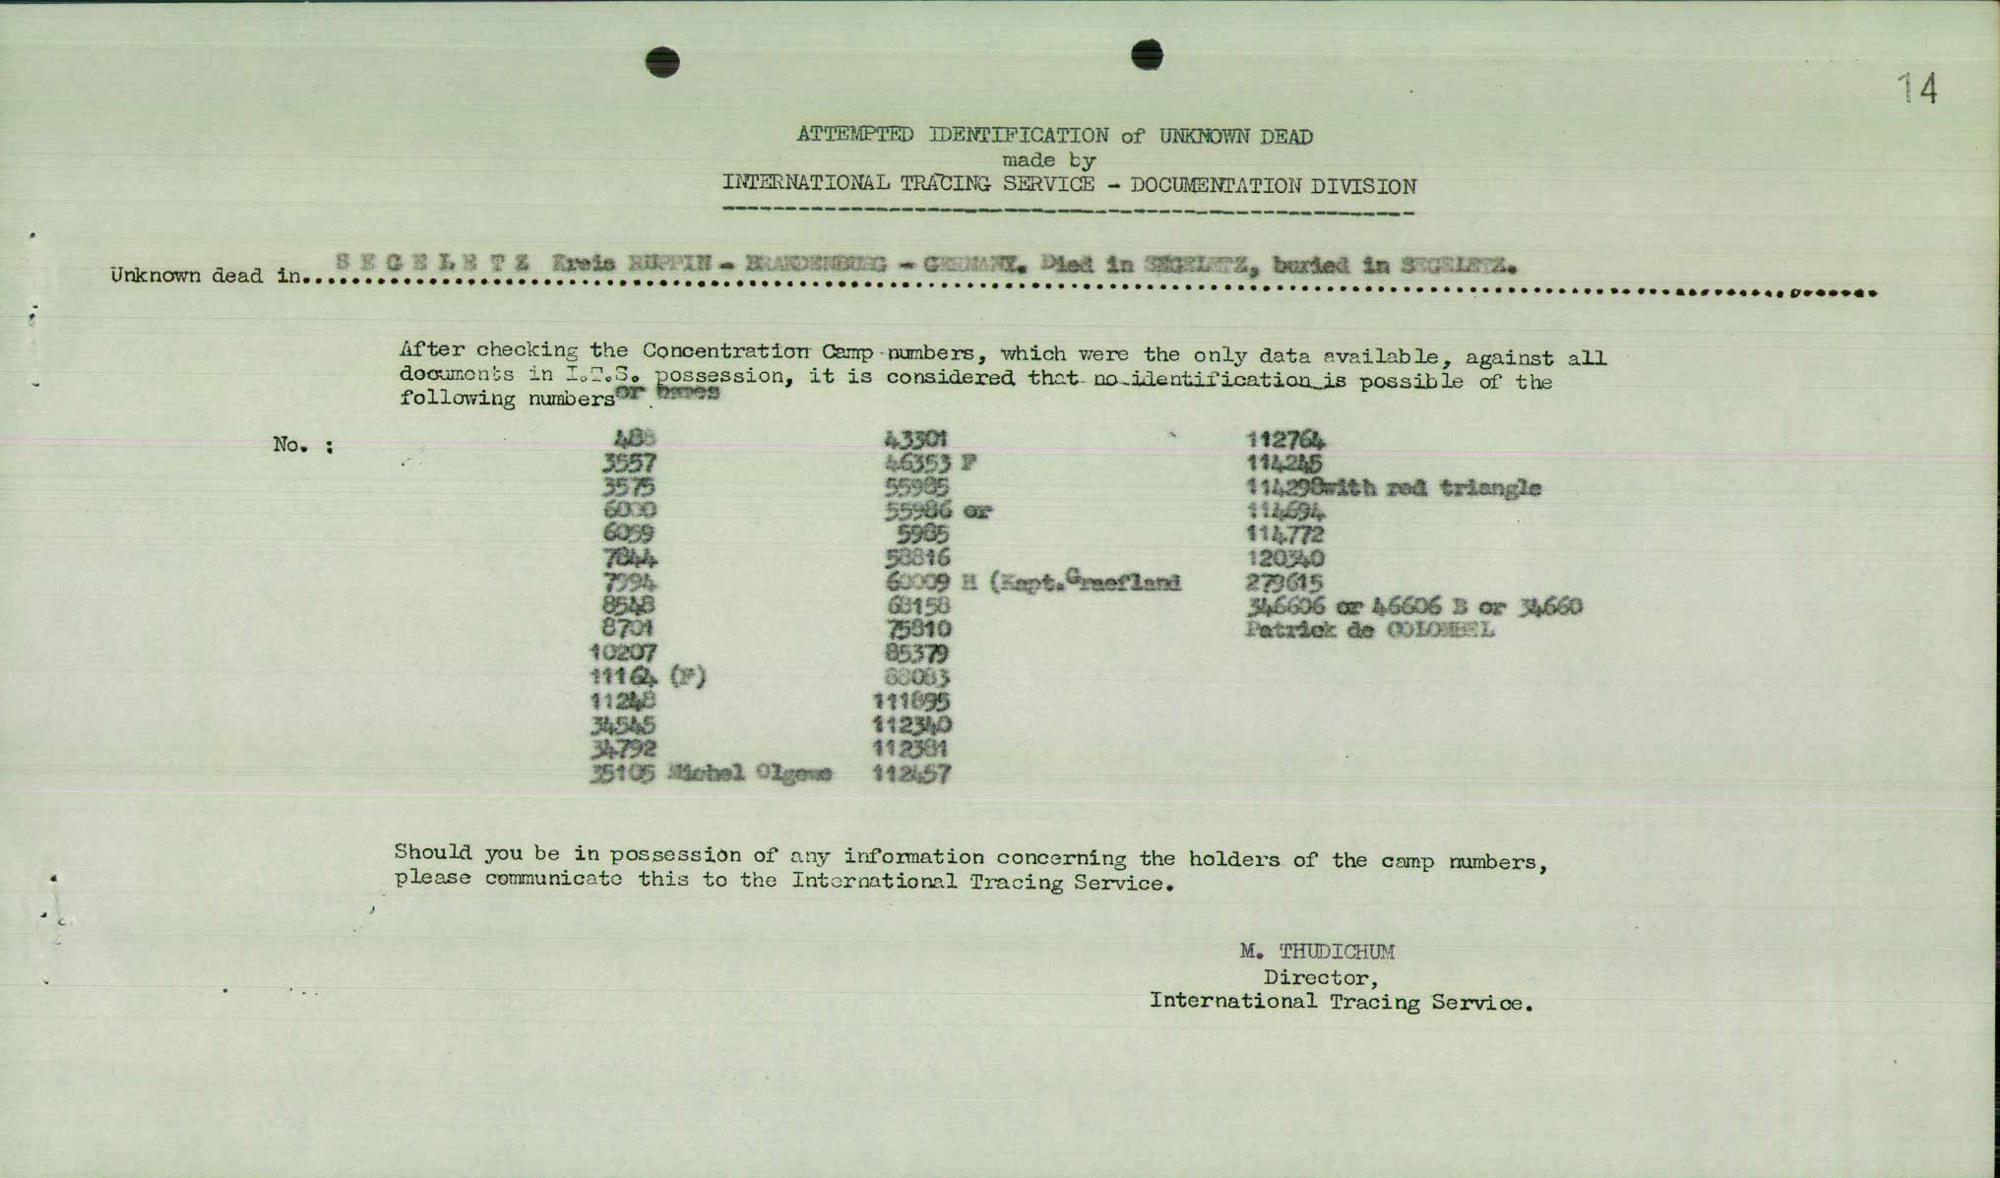 14
ATTEMPTED IDENTIFICATION of UNKNOWN DEAD
made by
INTERNATIONAL TRACING SERVICE - DOCUMENTATION DIVISION
Unknown dead in... S E G E L E T Z Kreis RUPPIN - BRANDENBURG - GERMANY. Died in SEGELETZ, buried in SEGELETZ.
After checking the Concentration Camp numbers, which were the only data available, against all
documents in I.T.S. possession, it is considered that no identification is possible of the
following numbers or names
No. : 488 43301 112764
3557 46353 F 114245
3575 55985 114298 with red triangle
6000 55986 or 114694
6059 5985 114772
7844 58816 120340
7994 60009 H (Kapt. Graefland 279615
8548 68158 346606 or 46606 B or 34660
8701 75810 Patrick de COLOMBEL
10207 85379
11164 (F) 88083
11248 111895
34545 112340
34792 112381
35105 Michel 112457
Should you be in possession of any information concerning the holders of the camp numbers,
please communicate this to the International Tracing Service.
M. THUDICHUM
Director,
International Tracing Service.